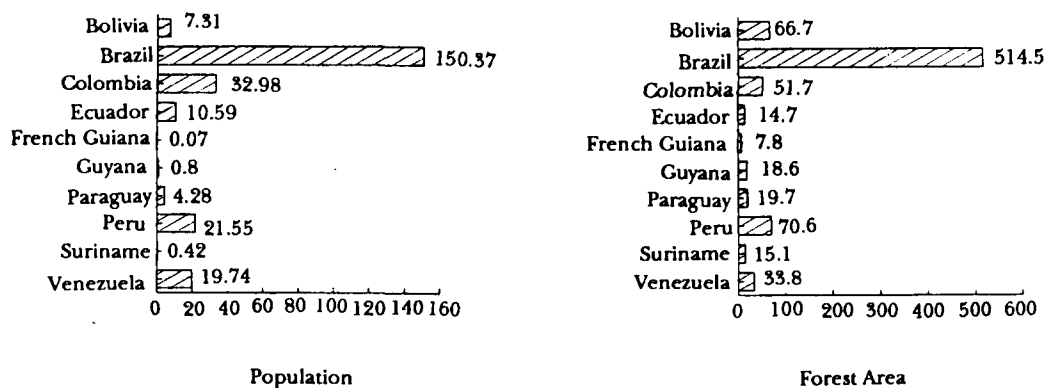 Bolivia 7.31
Brazil 150.37
Colombia 32.98
Ecuador 10.59
French Guiana 0.07
Guyana 0.8
Paraguay 4.28
Peru 21.55
Suriname 0.42
Venezuela 19.74
0 20 40 60 80 100 120 140 160
Population
Bolivia 66.7
Brazil 514.5
Colombia 51.7
Ecuador 14.7
French Guiana 7.8
Guyana 18.6
Paraguay 19.7
Peru 70.6
Suriname 15.1
Venezuela 33.8
0 100 200 300 400 500 600
Forest Area